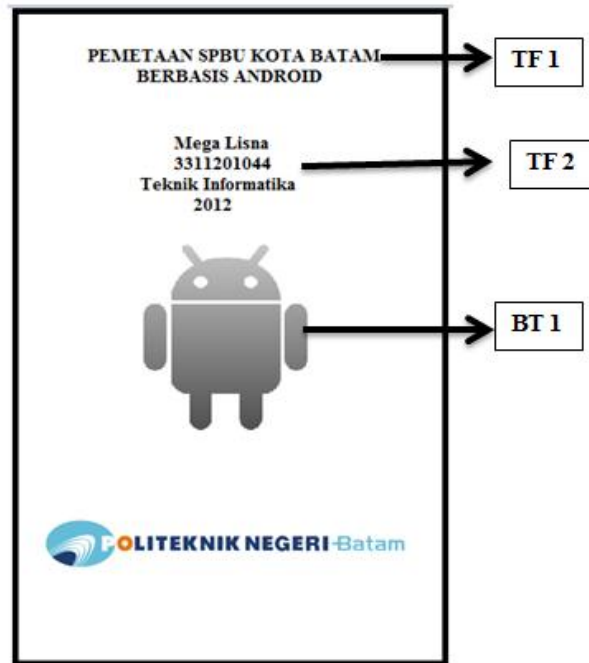 PEMETAAN SPBU KOTA BATAM
BERBASIS ANDROID
TF 1
Mega Lisna
3311201044
Teknik Informatika
2012
TF 2
BT 1
POLITEKNIK NEGERI-Batam